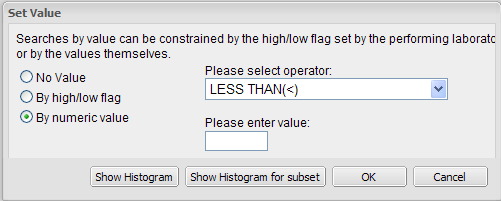 Set Value
Searches by value can be constrained by the high/low flag set by the performing laborato
or by the values themselves.
No Value
By high/low flag
By numeric value
Please select operator:
LESS THAN(<)
Please enter value:
Show Histogram
Show Histogram for subset
OK
Cancel